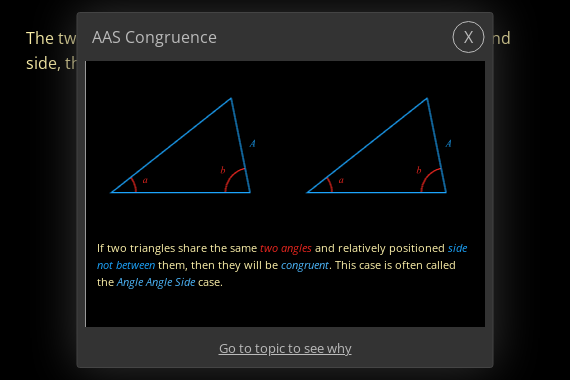 The tw
nd
side, th
AAS Congruence
X
A
b
a
A
b
a
If two triangles share the same two angles and relatively positioned side
not between them, then they will be congruent. This case is often called
the Angle Angle Side case.
Go to topic to see why